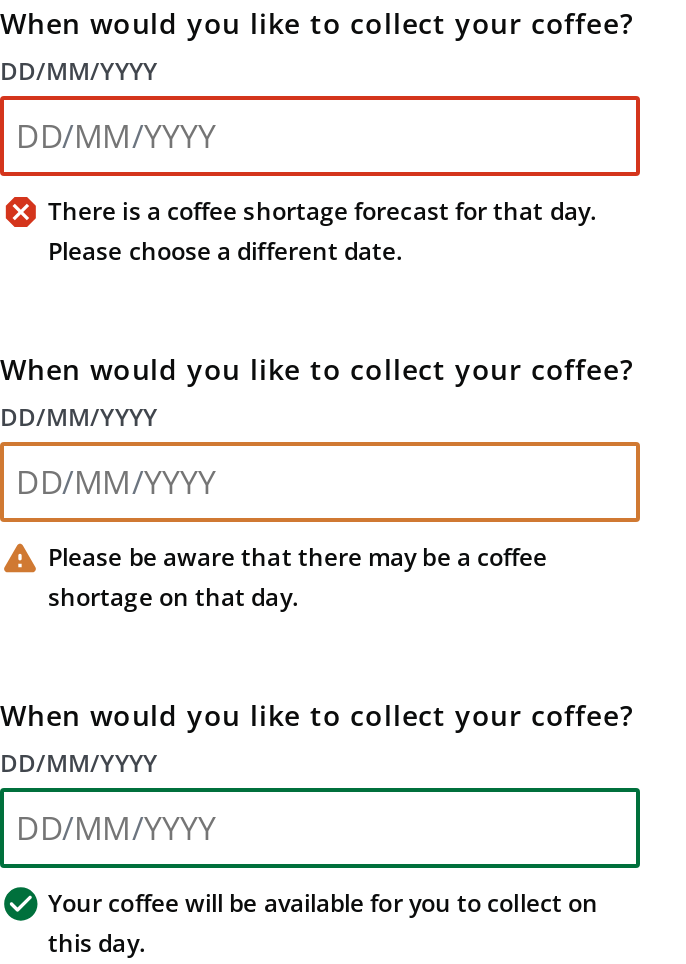 When would you like to collect your coffee?
DD/MM/YYYY
DD/MM/YYYY
There is a coffee shortage forecast for that day.
Please choose a different date.
When would you like to collect your coffee?
DD/MM/YYYY
DD/MM/YYYY
Please be aware that there may be a coffee
shortage on that day.
When would you like to collect your coffee?
DD/MM/YYYY
DD/MM/YYYY
Your coffee will be available for you to collect on
this day.